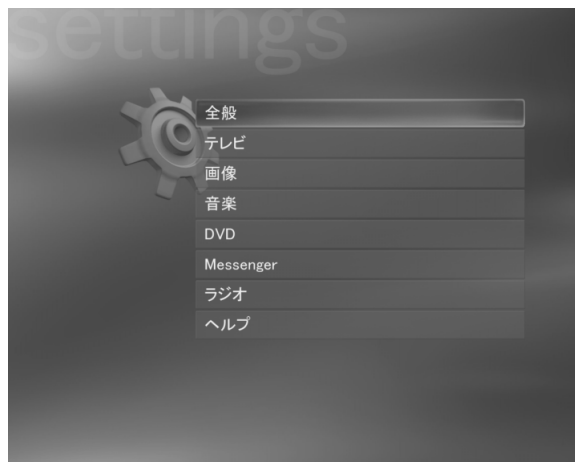 settings
全般
テレビ
画像
音楽
DVD
Messenger
ラジオ
ヘルプ